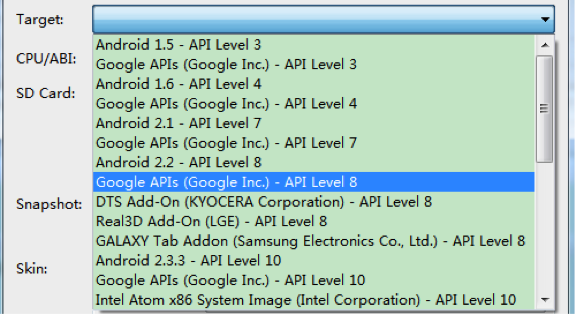 Target:
Android 1.5 - API Level 3
CPU/ABI:
Google APIs (Google Inc.) - API Level 3
Android 1.6 - API Level 4
SD Card:
Google APIs (Google Inc.) - API Level 4
Android 2.1 - API Level 7
Google APIs (Google Inc.) - API Level 7
Android 2.2 - API Level 8
Google APIs (Google Inc.) - API Level 8
Snapshot:
DTS Add-On (KYOCERA Corporation) - API Level 8
Real3D Add-On (LGE) - API Level 8
GALAXY Tab Addon (Samsung Electronics Co., Ltd.) - API Level 8
Skin:
Android 2.3.3 - API Level 10
Google APIs (Google Inc.) - API Level 10
Intel Atom x86 System Image (Intel Corporation) - API Level 10